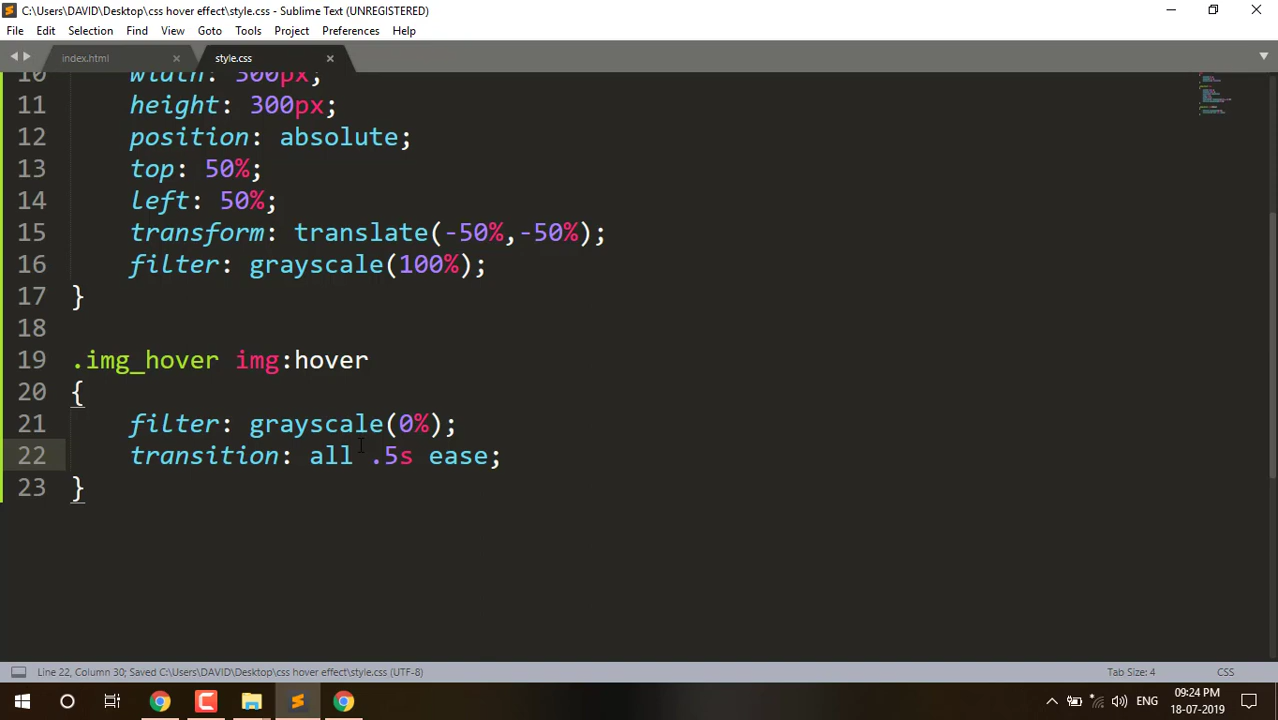 C:\Users\DAVID\Desktop\css hover effect\style.css - Sublime Text (UNREGISTERED)
File Edit Selection Find View Goto Tools Project Preferences Help
index.html style.css
10 width: 300px;
11 height: 300px;
12 position: absolute;
13 top: 50%;
14 left: 50%;
15 transform: translate(-50%,-50%);
16 filter: grayscale(100%);
17 }
18
19 .img_hover img:hover
20 {
21 filter: grayscale(0%);
22 transition: all .5s ease;
23 }
Line 22, Column 30; Saved C:\Users\DAVID\Desktop\css hover effect\style.css (UTF-8) Tab Size: 4 CSS
ENG 09:24 PM
18-07-2019